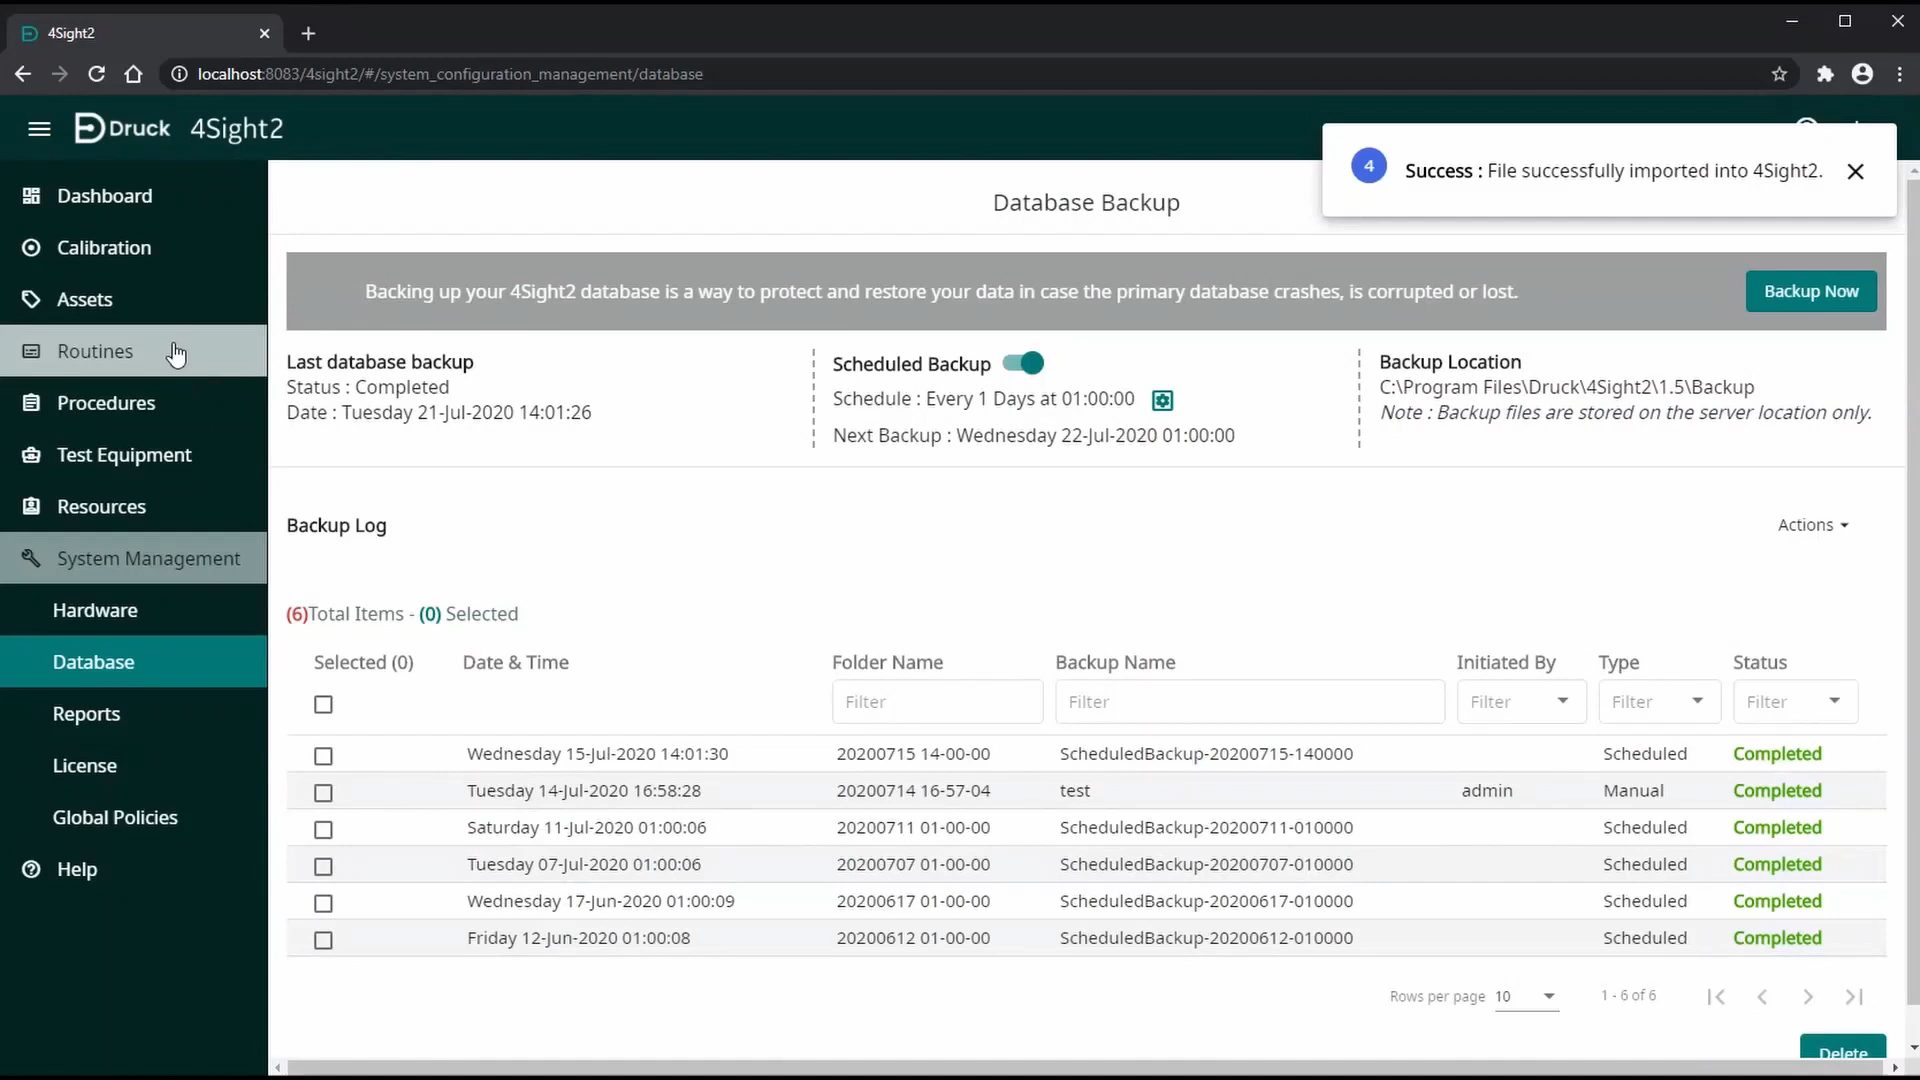 4Sight2
localhost:8083/4sight2/#/system_configuration_management/database
Druck 4Sight2
4 Success : File successfully imported into 4Sight2.
Dashboard
Calibration
Assets
Routines
Procedures
Test Equipment
Resources
System Management
Hardware
Database
Reports
License
Global Policies
Help
Database Backup
Backing up your 4Sight2 database is a way to protect and restore your data in case the primary database crashes, is corrupted or lost.
Backup Now
Last database backup
Status : Completed
Date : Tuesday 21-Jul-2020 14:01:26
Scheduled Backup
Schedule : Every 1 Days at 01:00:00
Next Backup : Wednesday 22-Jul-2020 01:00:00
Backup Location
C:\Program Files\Druck\4Sight2\1.5\Backup
Note : Backup files are stored on the server location only.
Backup Log
Actions
(6)Total Items - (0) Selected
Selected (0) Date & Time Folder Name Backup Name Initiated By Type Status
Filter Filter Filter Filter Filter
Wednesday 15-Jul-2020 14:01:30 20200715 14-00-00 ScheduledBackup-20200715-140000 Scheduled Completed
Tuesday 14-Jul-2020 16:58:28 20200714 16-57-04 test admin Manual Completed
Saturday 11-Jul-2020 01:00:06 20200711 01-00-00 ScheduledBackup-20200711-010000 Scheduled Completed
Tuesday 07-Jul-2020 01:00:06 20200707 01-00-00 ScheduledBackup-20200707-010000 Scheduled Completed
Wednesday 17-Jun-2020 01:00:09 20200617 01-00-00 ScheduledBackup-20200617-010000 Scheduled Completed
Friday 12-Jun-2020 01:00:08 20200612 01-00-00 ScheduledBackup-20200612-010000 Scheduled Completed
Rows per page 10 1 - 6 of 6
Delete